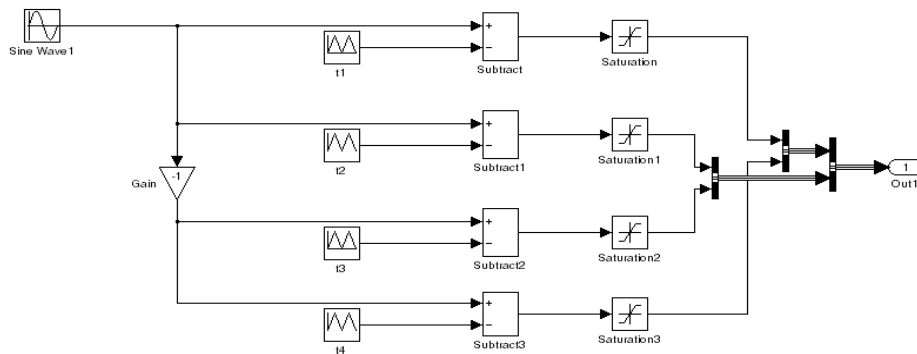 Sine Wave1
+
−
t1
Subtract
Saturation
+
−
t2
Subtract1
Saturation1
Gain
-1
1
Out1
+
−
t3
Subtract2
Saturation2
+
−
t4
Subtract3
Saturation3